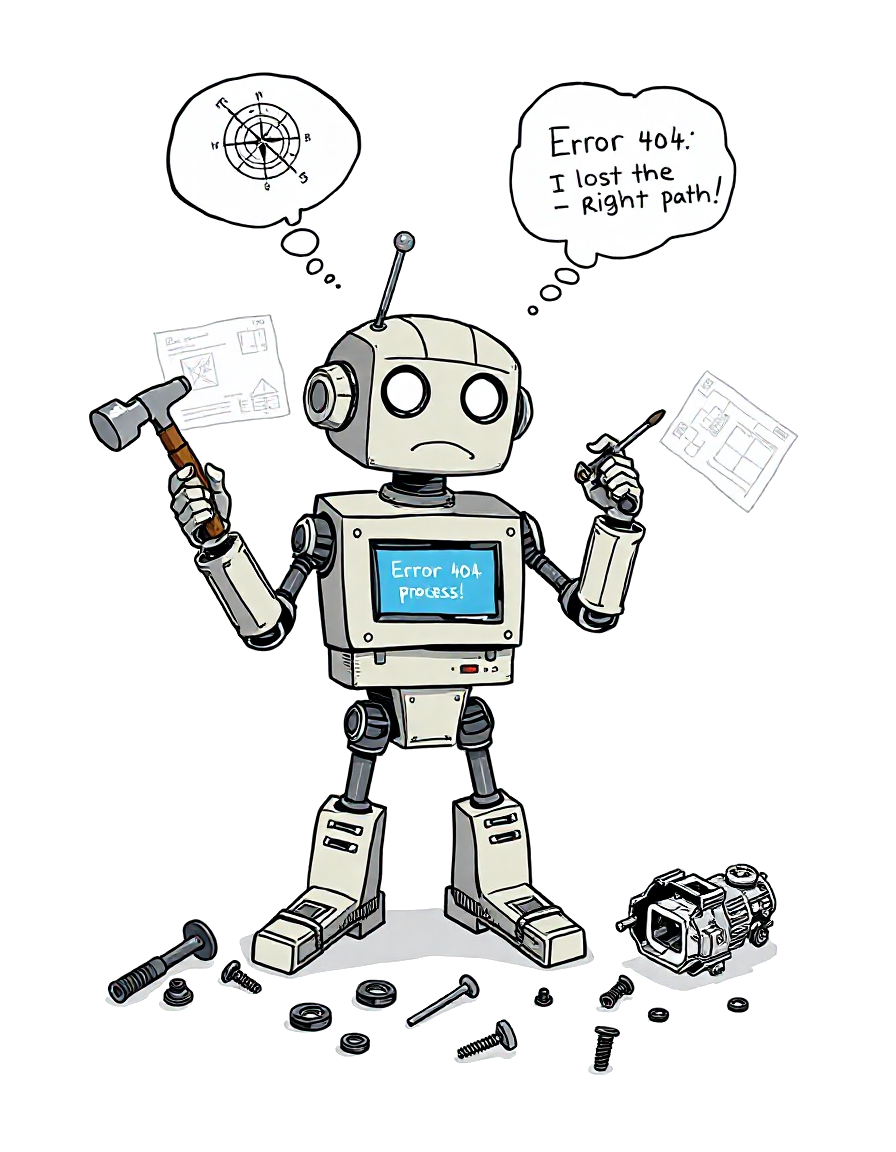 Error 404:
I lost the
– Right path!
Error 404
process!